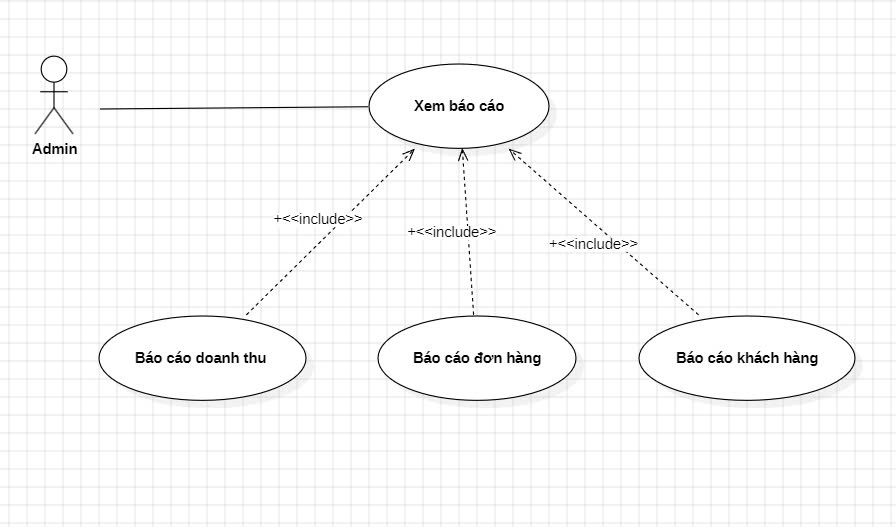 Xem báo cáo
Admin
+<<include>>
+<<include>>
+<<include>>
Báo cáo doanh thu
Báo cáo đơn hàng
Báo cáo khách hàng